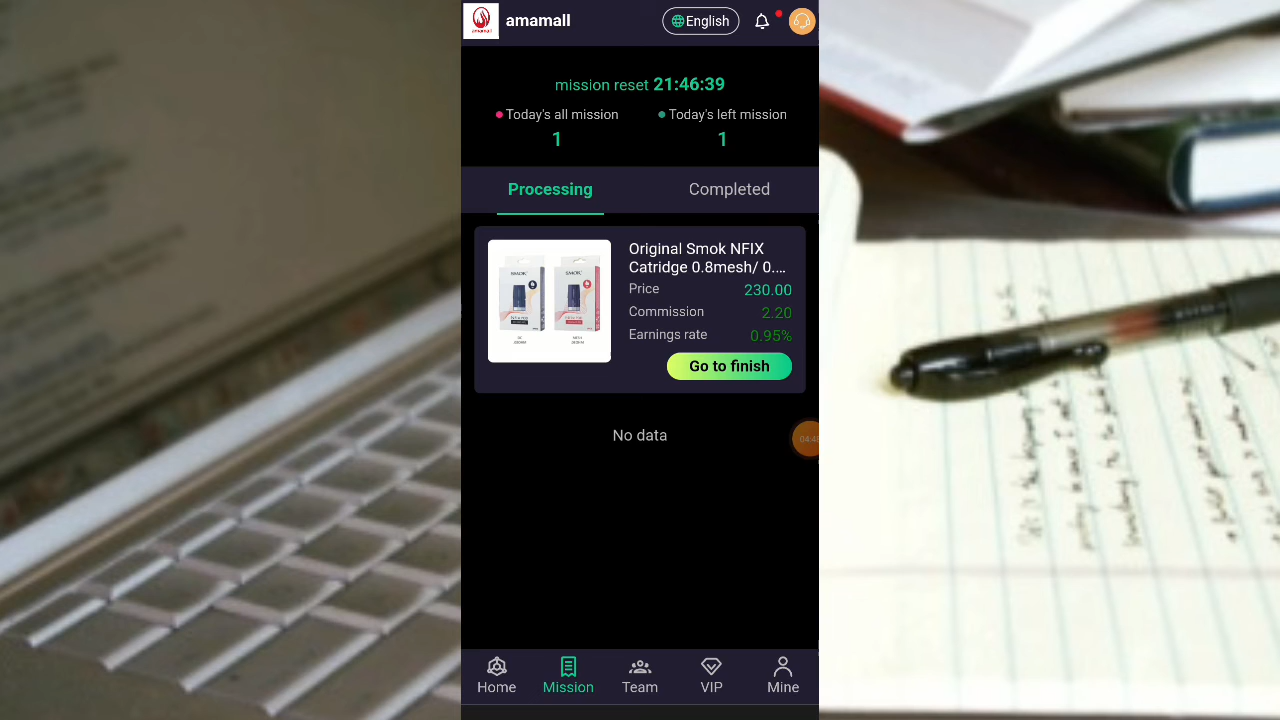 amamall
English
mission reset 21:46:39
Today's all mission
Today's left mission
1
1
Processing
Completed
Original Smok NFIX
Catridge 0.8mesh/ 0....
Price
230.00
Commission
2.20
Earnings rate
0.95%
Go to finish
No data
Home
Mission
Team
VIP
Mine